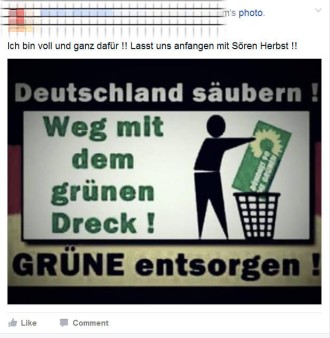 m's photo.
Ich bin voll und ganz dafür !! Lasst uns anfangen mit Sören Herbst !!
Deutschland säubern !
Weg mit
dem
grünen
Dreck !
GRÜNE entsorgen !
Like Comment